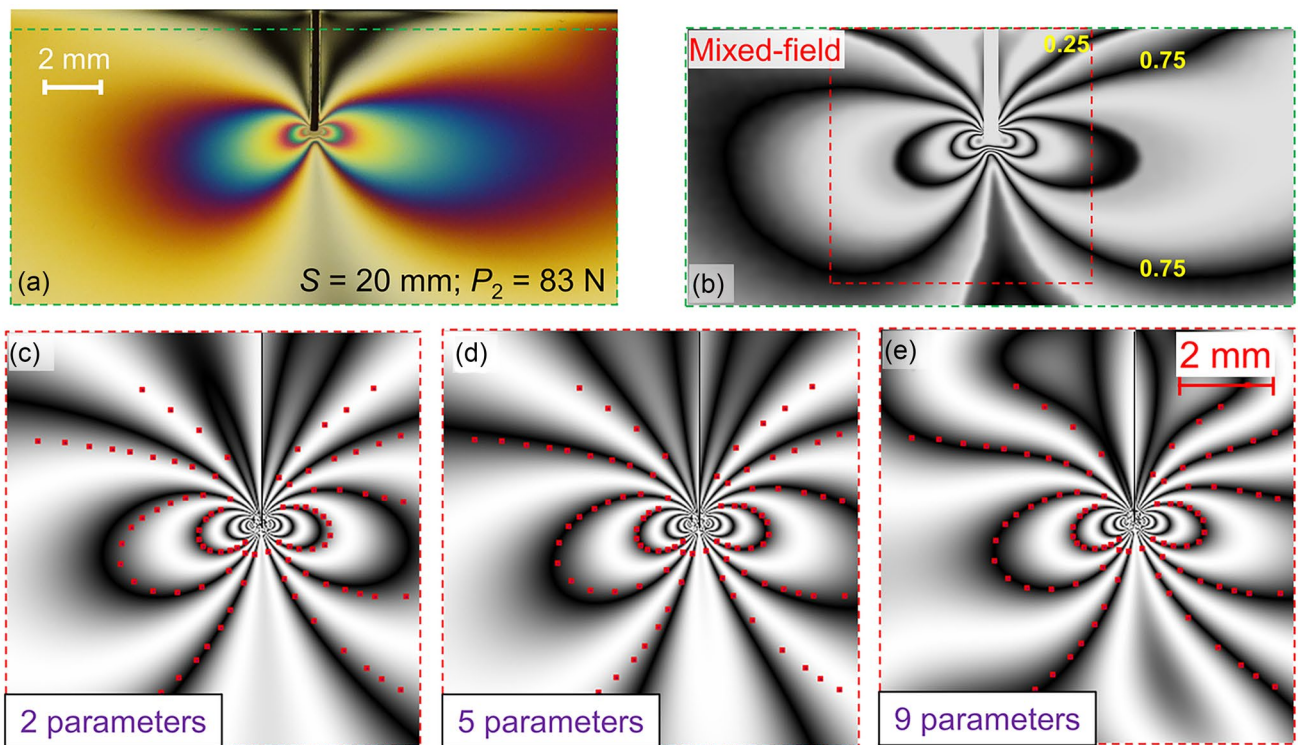 2 mm
(a)
S = 20 mm; P2 = 83 N
Mixed-field
0.25
0.75
0.75
(b)
(c)
2 parameters
(d)
5 parameters
(e)
2 mm
9 parameters